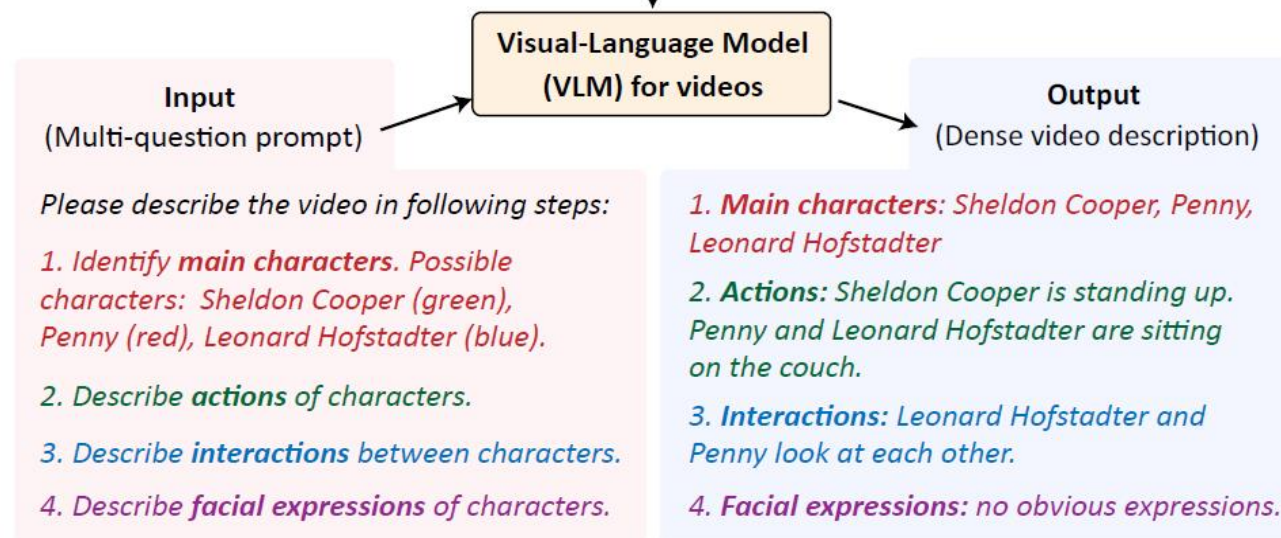 Visual-Language Model
(VLM) for videos
Input
(Multi-question prompt)
Please describe the video in following steps:
1. Identify main characters. Possible
characters: Sheldon Cooper (green),
Penny (red), Leonard Hofstadter (blue).
2. Describe actions of characters.
3. Describe interactions between characters.
4. Describe facial expressions of characters.
Output
(Dense video description)
1. Main characters: Sheldon Cooper, Penny,
Leonard Hofstadter
2. Actions: Sheldon Cooper is standing up.
Penny and Leonard Hofstadter are sitting
on the couch.
3. Interactions: Leonard Hofstadter and
Penny look at each other.
4. Facial expressions: no obvious expressions.